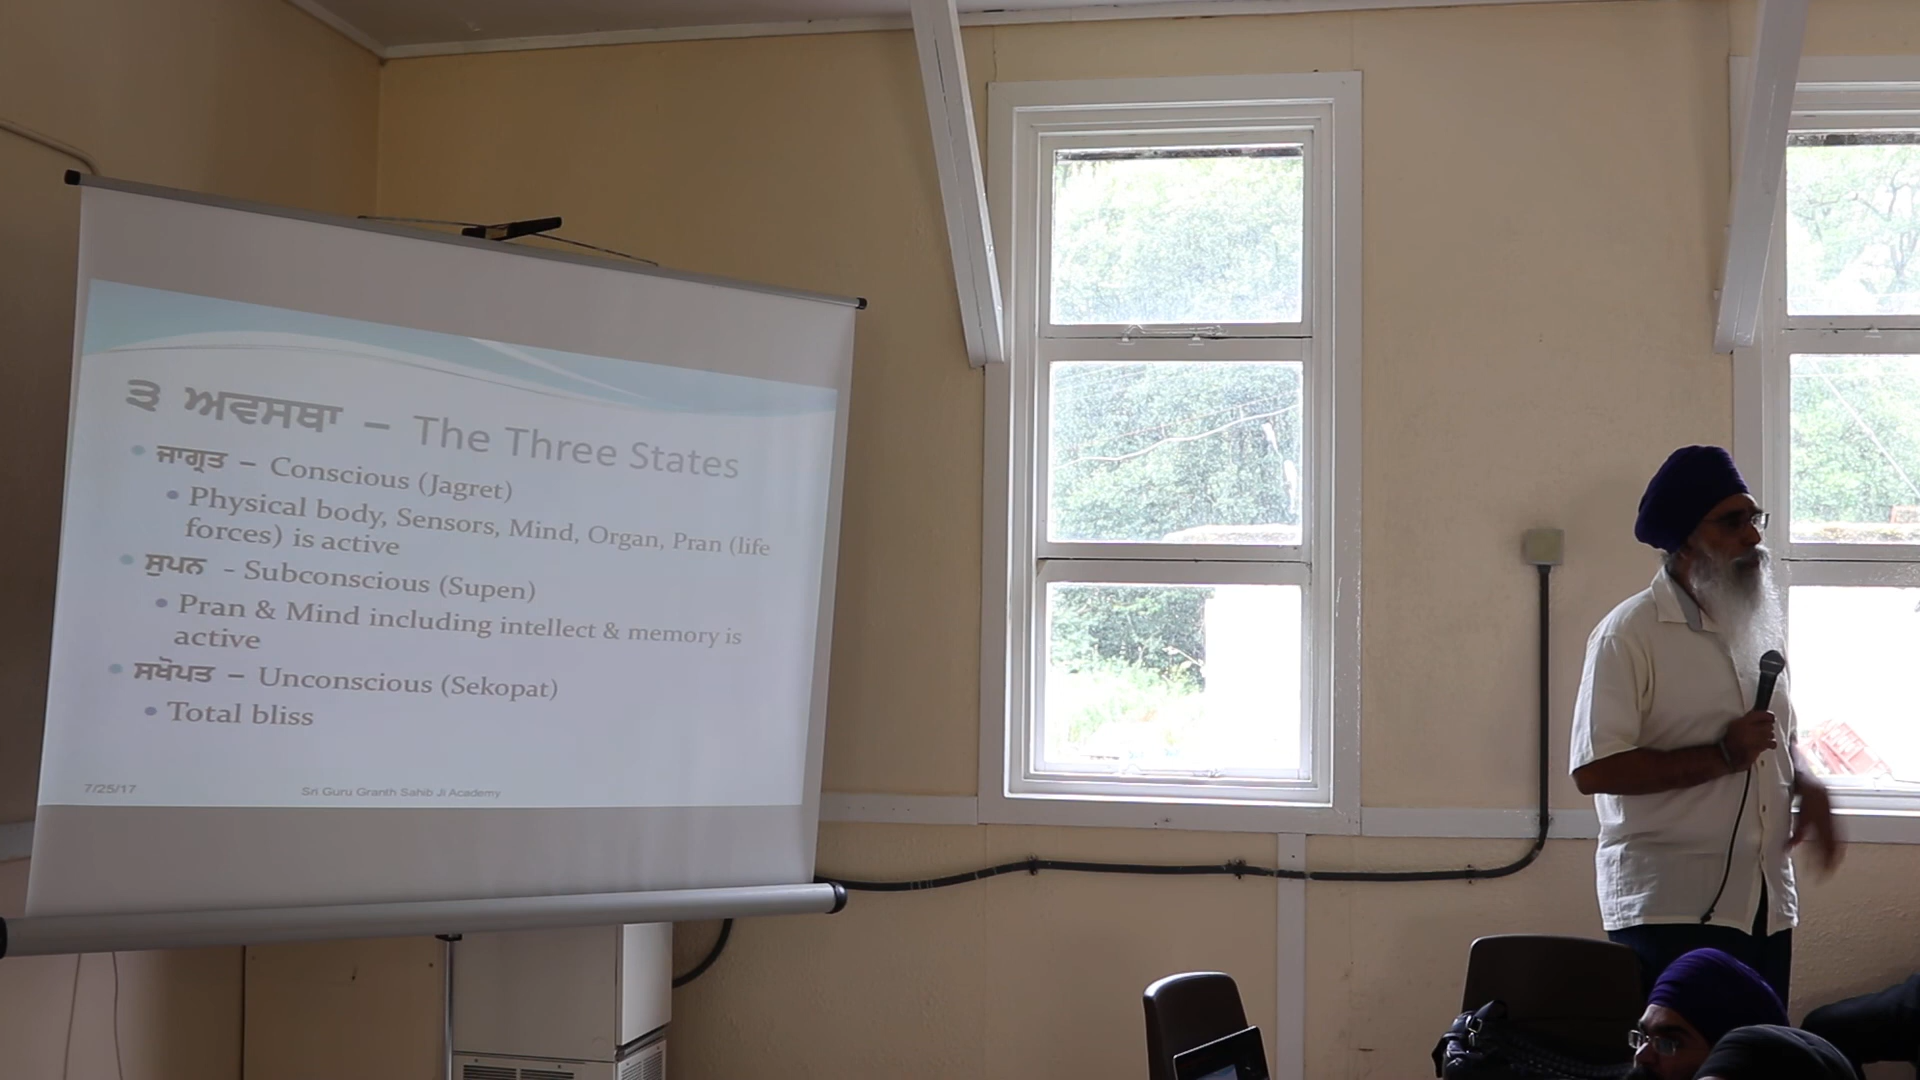 ੩ ਅਵਸਥਾ – The Three States
ਜਾਗ੍ਰਤ – Conscious (Jagret)
Physical body, Sensors, Mind, Organ, Pran (life
forces) is active
ਸੁਪਨ - Subconscious (Supen)
Pran & Mind including intellect & memory is
active
ਸਖੋਪਤ – Unconscious (Sekopat)
Total bliss
7/25/17
Sri Guru Granth Sahib Ji Academy